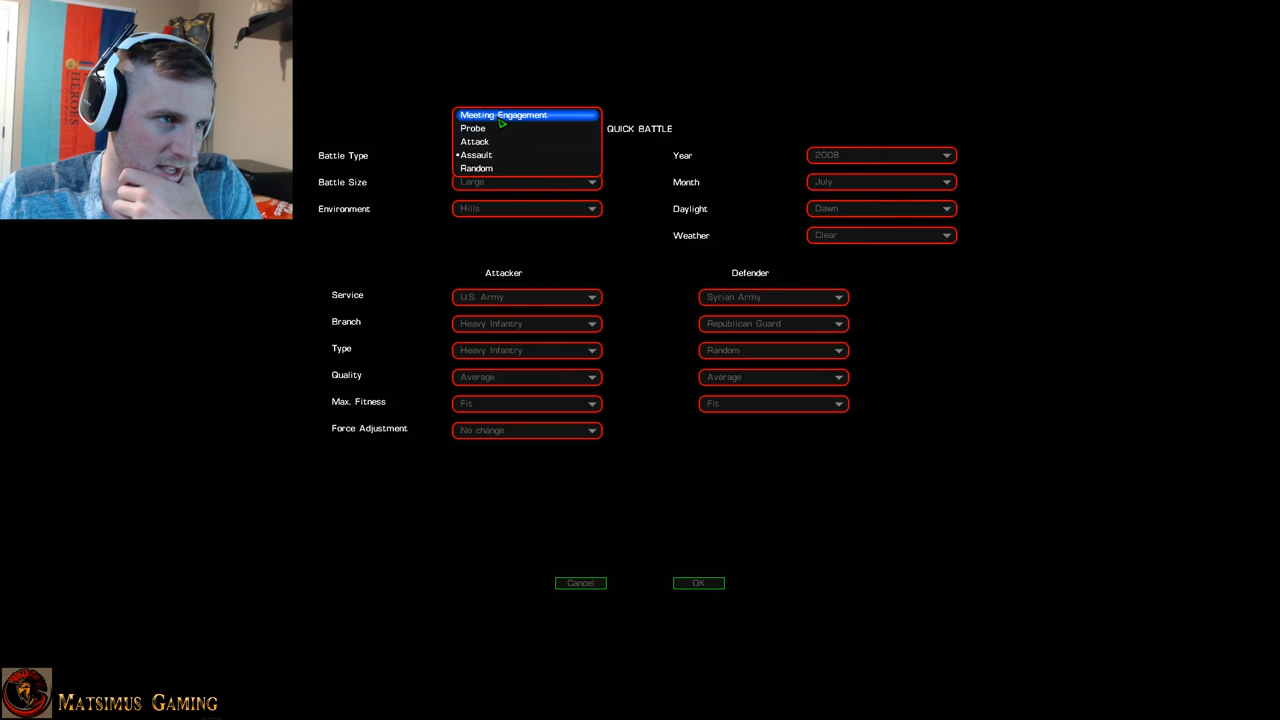 HEROES
Meeting Engagement
Probe
QUICK BATTLE
Attack
Battle Type
•Assault
Year
2008
Random
Battle Size
Large
Month
July
Environment
Hills
Daylight
Dawn
Weather
Clear
Attacker
Defender
Service
U.S. Army
Syrian Army
Branch
Heavy Infantry
Republican Guard
Type
Heavy Infantry
Random
Quality
Average
Average
Max. Fitness
Fit
Fit
Force Adjustment
No change
Cancel
OK
MATSIMUS GAMING